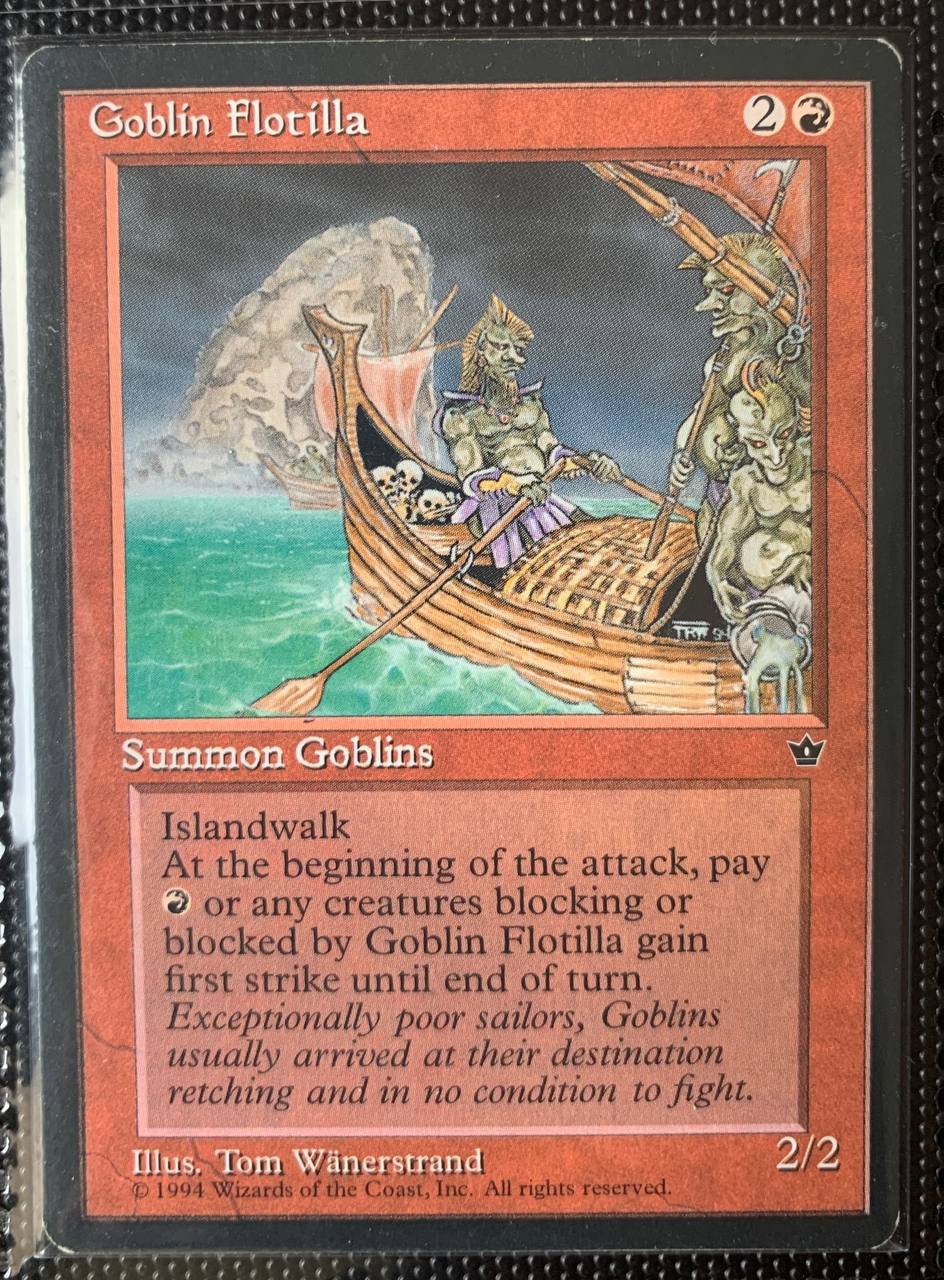 Goblin Flotilla
2
Summon Goblins
Islandwalk
At the beginning of the attack, pay
or any creatures blocking or
blocked by Goblin Flotilla gain
first strike until end of turn.
Exceptionally poor sailors, Goblins
usually arrived at their destination
retching and in no condition to fight.
Illus. Tom Wänerstrand
2/2
© 1994 Wizards of the Coast, Inc. All rights reserved.